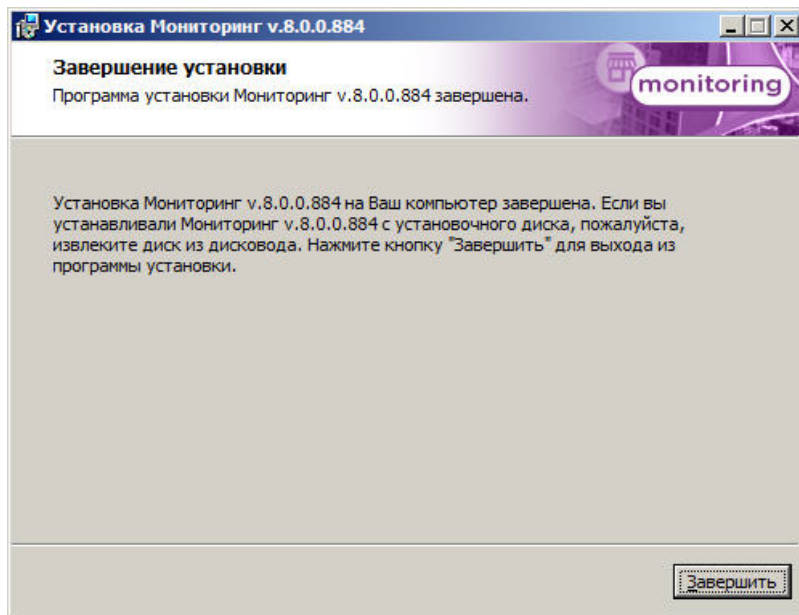 Установка Мониторинг v.8.0.0.884
Завершение установки
Программа установки Мониторинг v.8.0.0.884 завершена.
monitoring
Установка Мониторинг v.8.0.0.884 на Ваш компьютер завершена. Если вы
устанавливали Мониторинг v.8.0.0.884 с установочного диска, пожалуйста,
извлеките диск из дисковода. Нажмите кнопку "Завершить" для выхода из
программы установки.
Завершить